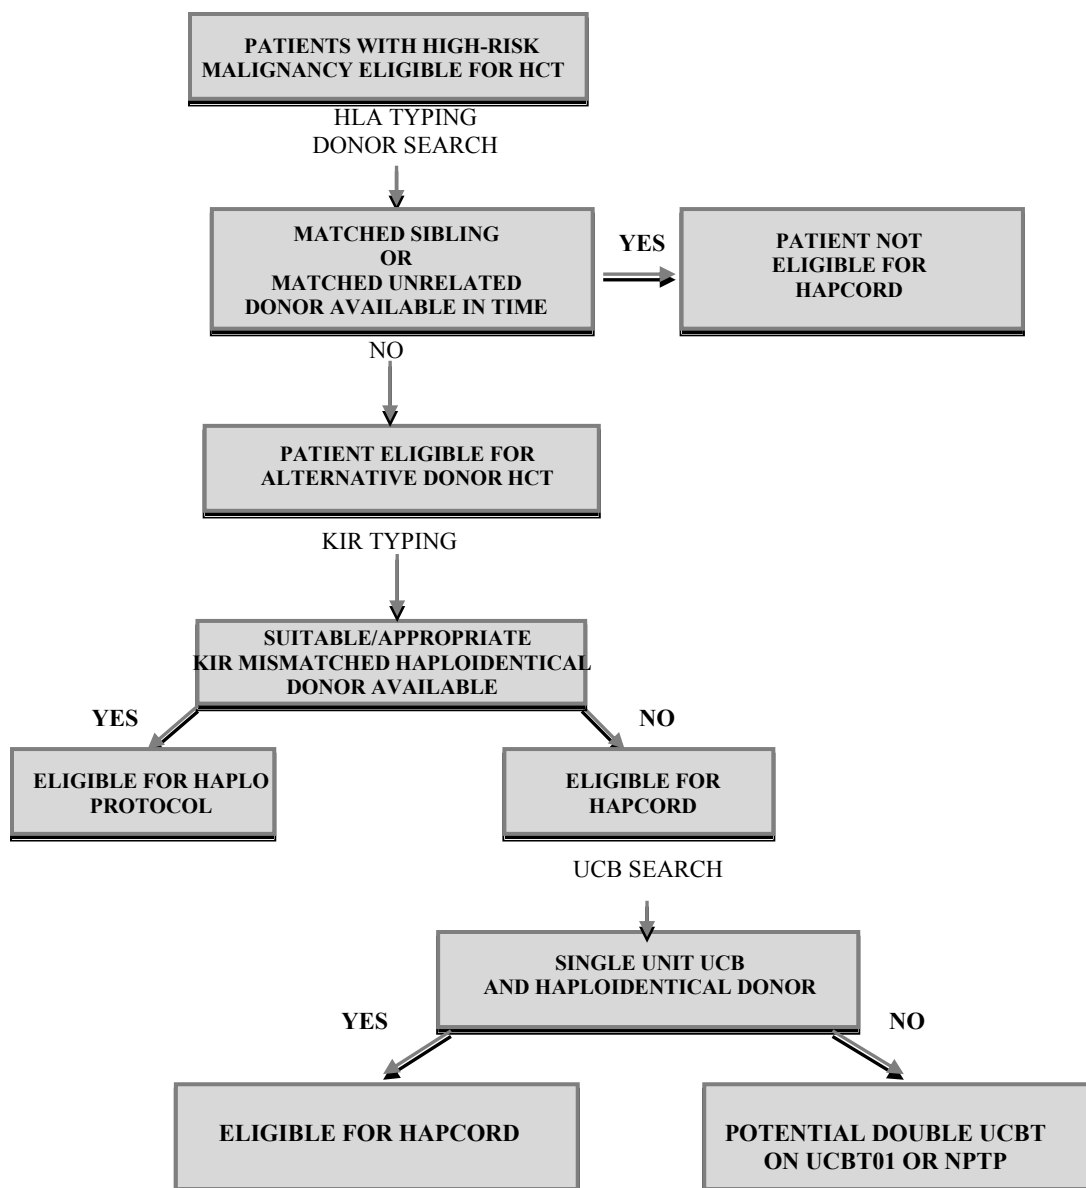 PATIENTS WITH HIGH-RISK
MALIGNANCY ELIGIBLE FOR HCT
HLA TYPING
DONOR SEARCH
MATCHED SIBLING
OR
MATCHED UNRELATED
DONOR AVAILABLE IN TIME
YES
PATIENT NOT
ELIGIBLE FOR
HAPCORD
NO
PATIENT ELIGIBLE FOR
ALTERNATIVE DONOR HCT
KIR TYPING
SUITABLE/APPROPRIATE
KIR MISMATCHED HAPLOIDENTICAL
DONOR AVAILABLE
YES
NO
ELIGIBLE FOR HAPLO
PROTOCOL
ELIGIBLE FOR
HAPCORD
UCB SEARCH
SINGLE UNIT UCB
AND HAPLOIDENTICAL DONOR
YES
NO
ELIGIBLE FOR HAPCORD
POTENTIAL DOUBLE UCBT
ON UCBT01 OR NPTP